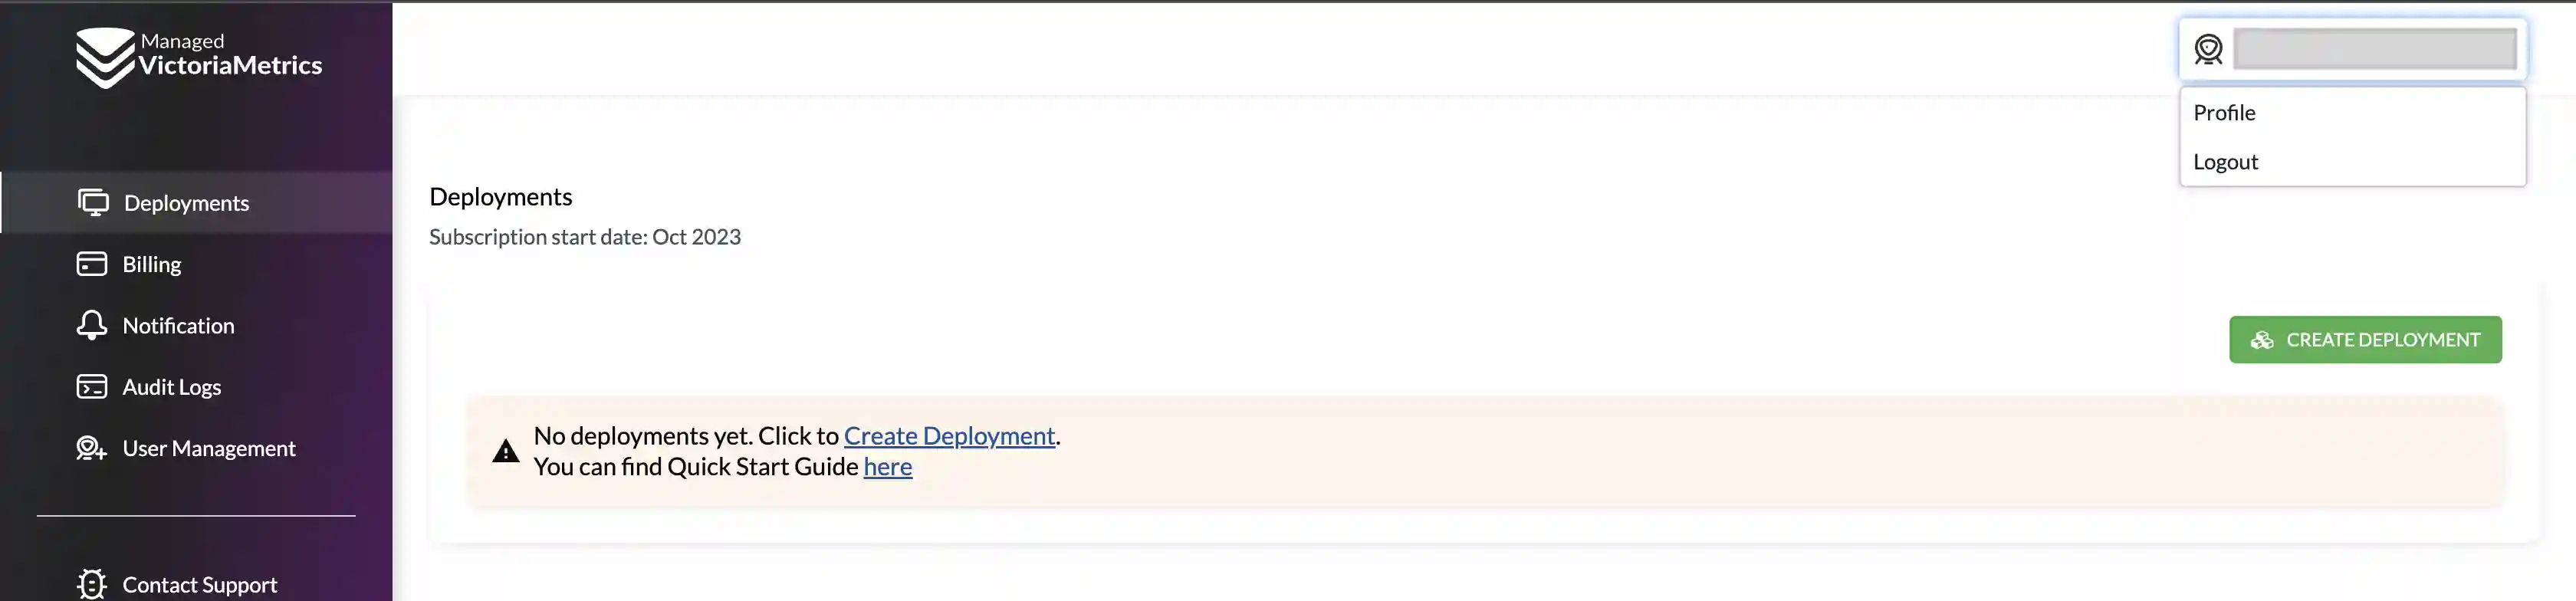 Managed
VictoriaMetrics
Profile
Logout
Deployments
Billing
Notification
Audit Logs
User Management
Contact Support
Deployments
Subscription start date: Oct 2023
CREATE DEPLOYMENT
No deployments yet. Click to Create Deployment.
You can find Quick Start Guide here